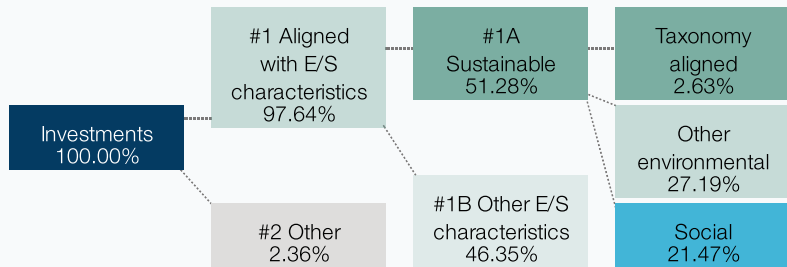 Investments
100.00%
#1 Aligned
with E/S
characteristics
97.64%
#2 Other
2.36%
#1A
Sustainable
51.28%
#1B Other E/S
characteristics
46.35%
Taxonomy
aligned
2.63%
Other
environmental
27.19%
Social
21.47%